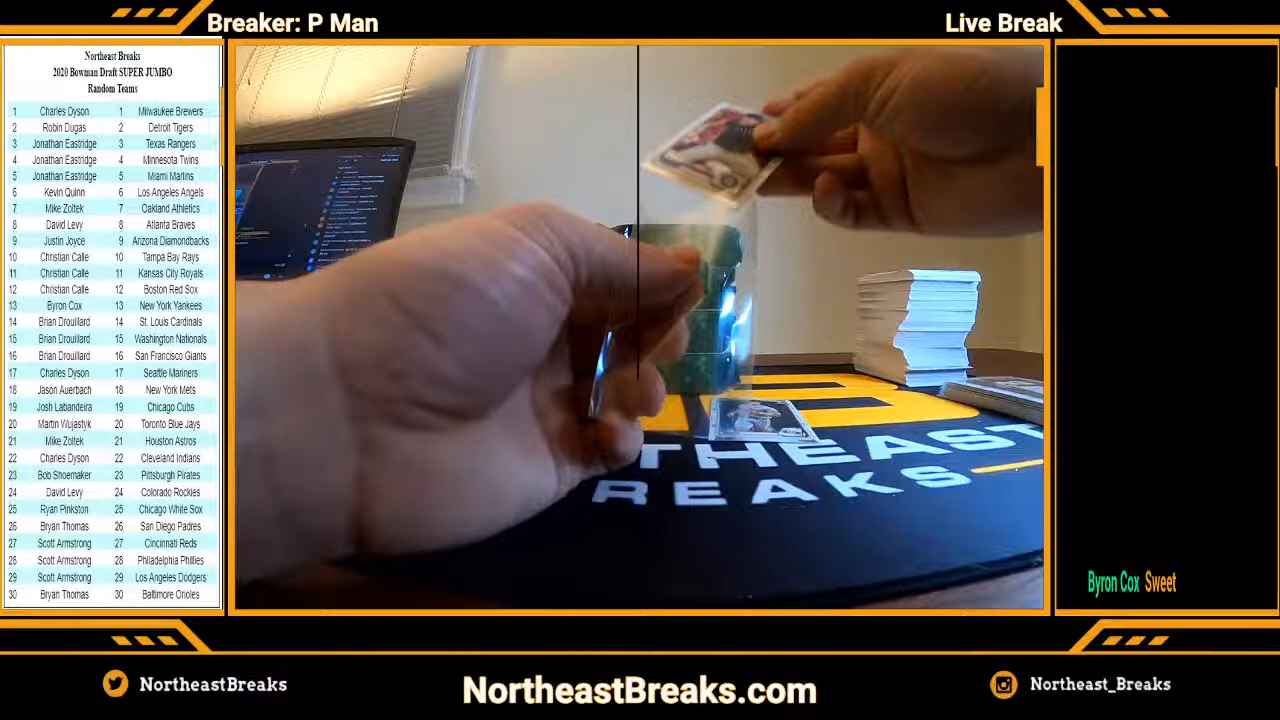 Breaker: P Man
Live Break
Northeast Breaks
2020 Bowman Draft SUPER JUMBO
Random Teams
1 Charles Dyson 1 Milwaukee Brewers
2 Robin Dugas 2 Detroit Tigers
3 Jonathan Eastridge 3 Texas Rangers
4 Jonathan Eastridge 4 Minnesota Twins
5 Jonathan Eastridge 5 Miami Marlins
6 Kevin Quinn 6 Los Angeles Angels
7 Mike Zoltek 7 Oakland Athletics
8 David Levy 8 Atlanta Braves
9 Justin Joyce 9 Arizona Diamondbacks
10 Christian Calle 10 Tampa Bay Rays
11 Christian Calle 11 Kansas City Royals
12 Christian Calle 12 Boston Red Sox
13 Byron Cox 13 New York Yankees
14 Brian Drouillard 14 St. Louis Cardinals
15 Brian Drouillard 15 Washington Nationals
16 Brian Drouillard 16 San Francisco Giants
17 Charles Dyson 17 Seattle Mariners
18 Jason Auerbach 18 New York Mets
19 Josh Labandeira 19 Chicago Cubs
20 Martin Wujastyk 20 Toronto Blue Jays
21 Mike Zoltek 21 Houston Astros
22 Charles Dyson 22 Cleveland Indians
23 Bob Shoemaker 23 Pittsburgh Pirates
24 David Levy 24 Colorado Rockies
25 Ryan Pinkston 25 Chicago White Sox
26 Bryan Thomas 26 San Diego Padres
27 Scott Armstrong 27 Cincinnati Reds
28 Scott Armstrong 28 Philadelphia Phillies
29 Scott Armstrong 29 Los Angeles Dodgers
30 Bryan Thomas 30 Baltimore Orioles
THEAST
REAKS
Byron Cox Sweet
NortheastBreaks
NortheastBreaks.com
Northeast_Breaks